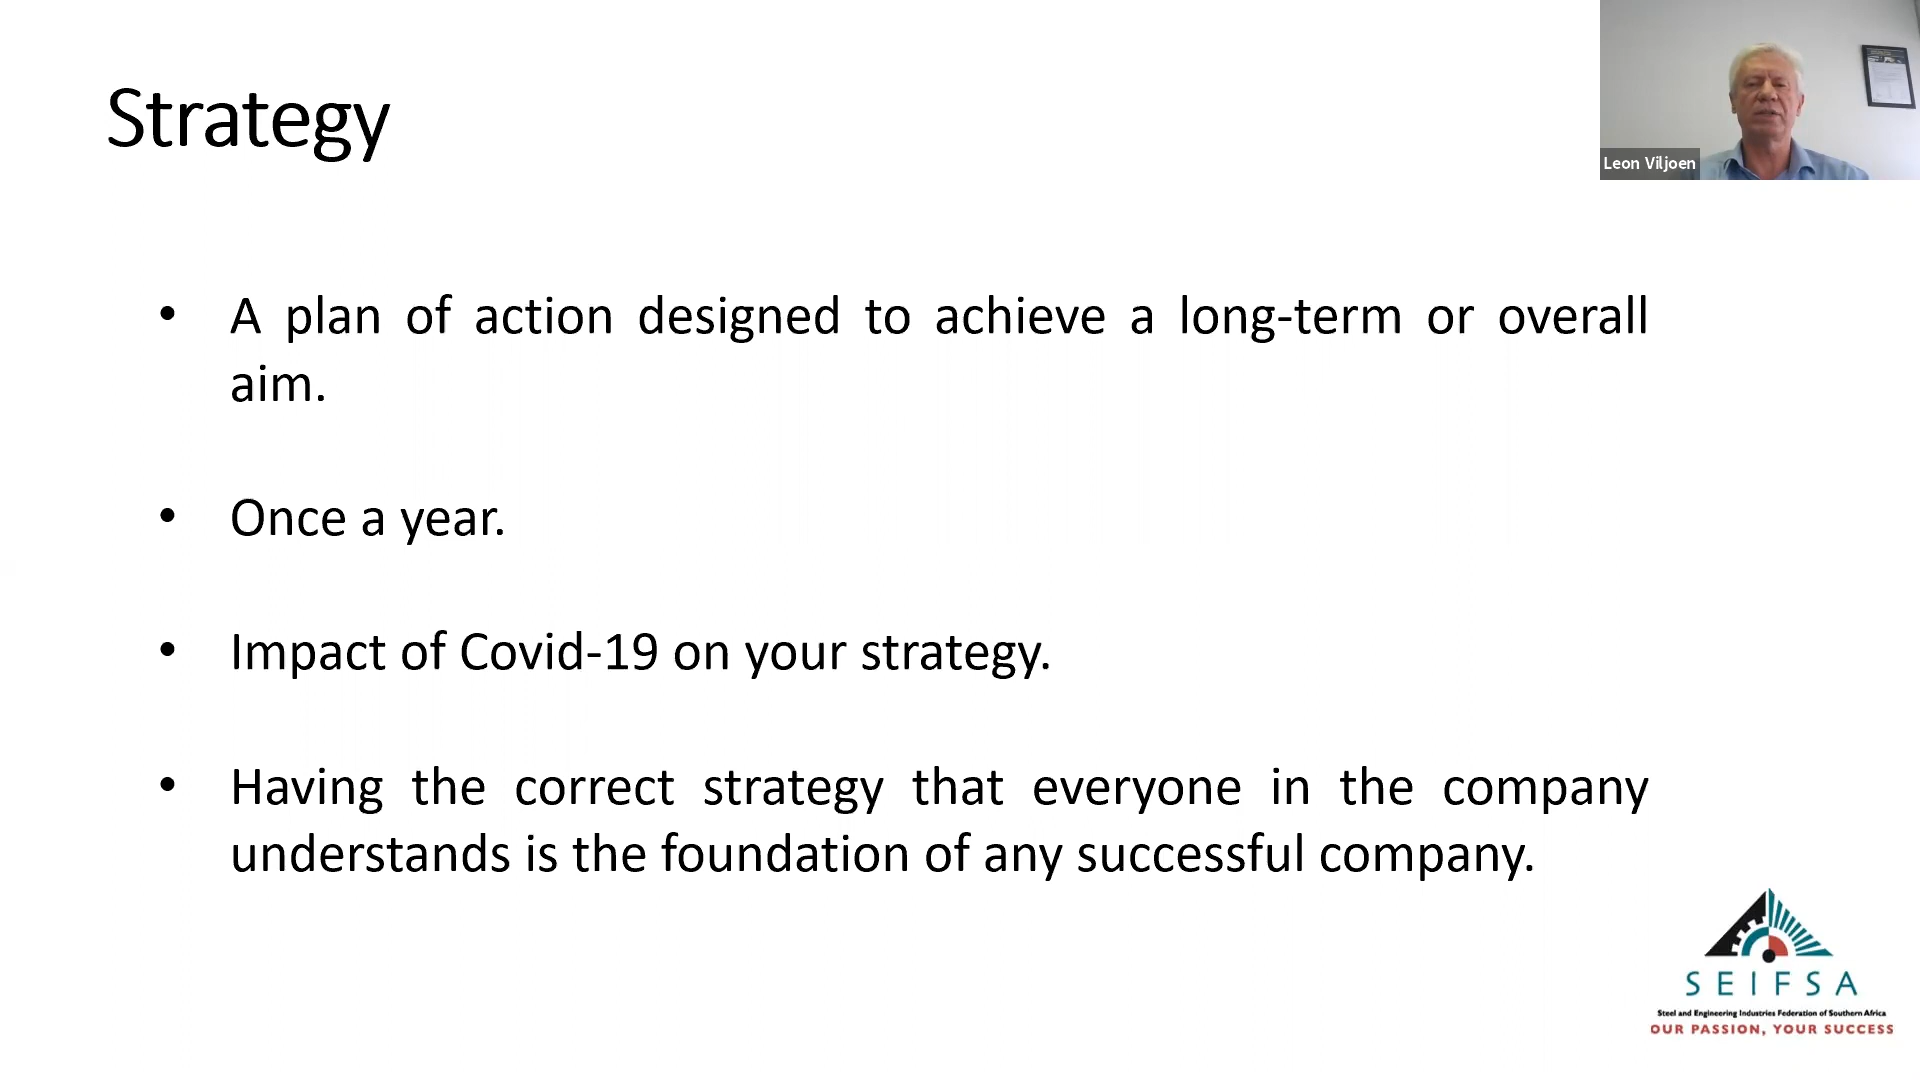 Strategy
Leon Viljoen
• A plan of action designed to achieve a long-term or overall
aim.
• Once a year.
• Impact of Covid-19 on your strategy.
• Having the correct strategy that everyone in the company
understands is the foundation of any successful company.
SEIFSA
Steel and Engineering Industries Federation of Southern Africa
OUR PASSION, YOUR SUCCESS